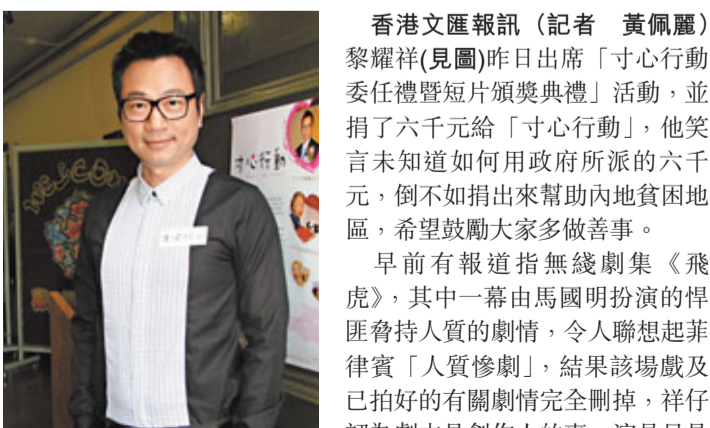 寸心行動
WELCOM
香港文匯報訊（記者　黃佩麗）
黎耀祥(見圖)昨日出席「寸心行動
委任禮暨短片頒獎典禮」活動，並
捐了六千元給「寸心行動」，他笑
言未知道如何用政府所派的六千
元，倒不如捐出來幫助內地貧困地
區，希望鼓勵大家多做善事。
早前有報道指無綫劇集《飛
虎》，其中一幕由馬國明扮演的悍
匪脅持人質的劇情，令人聯想起菲
律賓「人質慘劇」，結果該場戲及
已拍好的有關劇情完全刪掉，祥仔